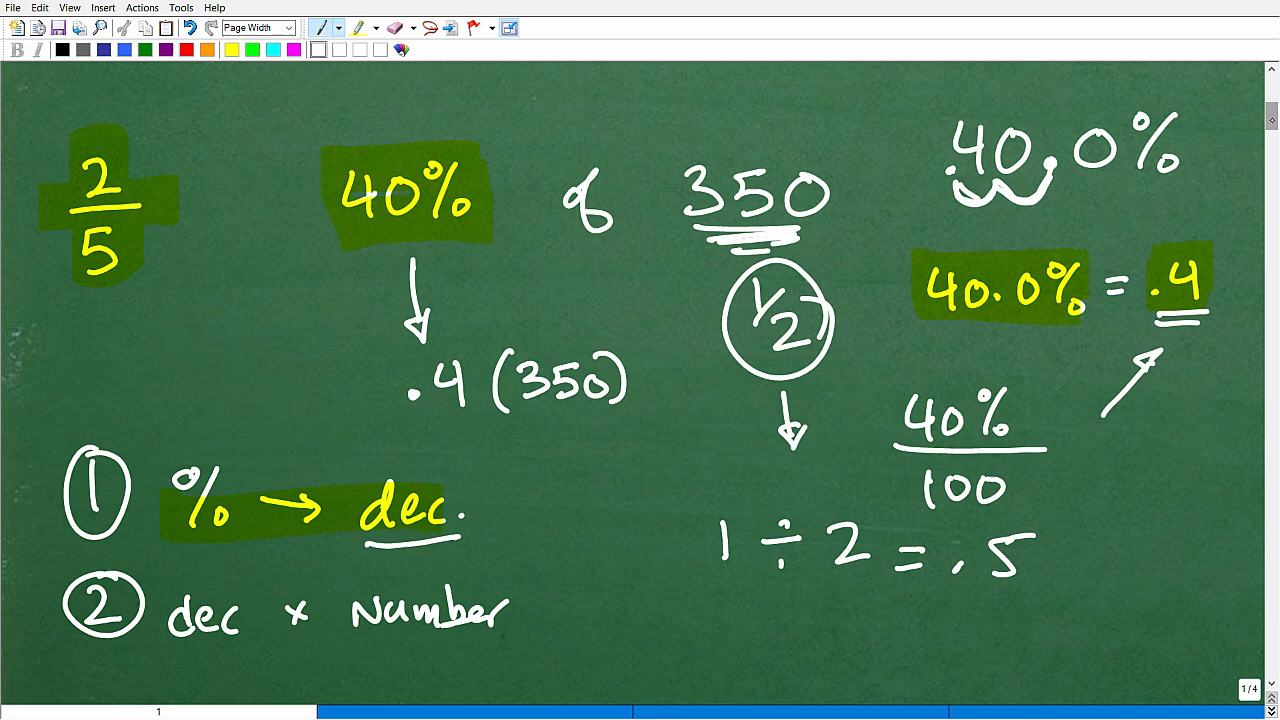 File Edit View Insert Actions Tools Help
Page Width
B I
2/5
40% of 350
.40.0%
40.0% = .4
1/2
.4 (350)
40%
100
1 % → dec.
1 ÷ 2 = .5
2 dec × Number
1/4
1